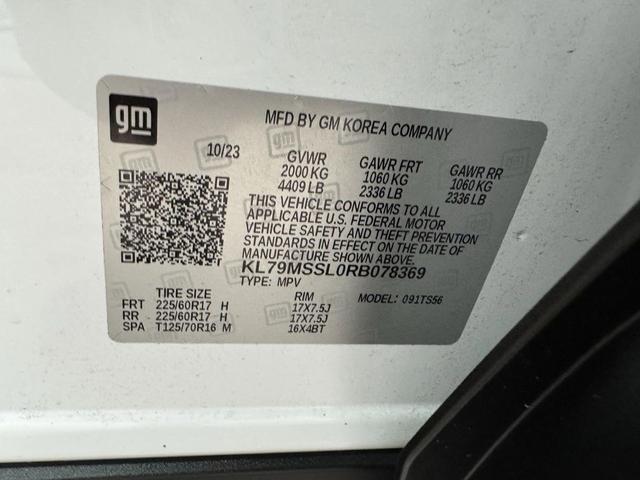 gm
MFD BY GM KOREA COMPANY
10/23
GVWR
2000 KG
4409 LB
GAWR FRT
1060 KG
2336 LB
GAWR RR
1060 KG
2336 LB
THIS VEHICLE CONFORMS TO ALL
APPLICABLE U.S. FEDERAL MOTOR
VEHICLE SAFETY AND THEFT PREVENTION
STANDARDS IN EFFECT ON THE DATE OF
MANUFACTURE SHOWN ABOVE.
KL79MSSL0RB078369
TYPE: MPV
TIRE SIZE
RIM
MODEL: 091TS56
FRT 225/60R17 H 17X7.5J
RR 225/60R17 H 17X7.5J
SPA T125/70R16 M 16X4BT